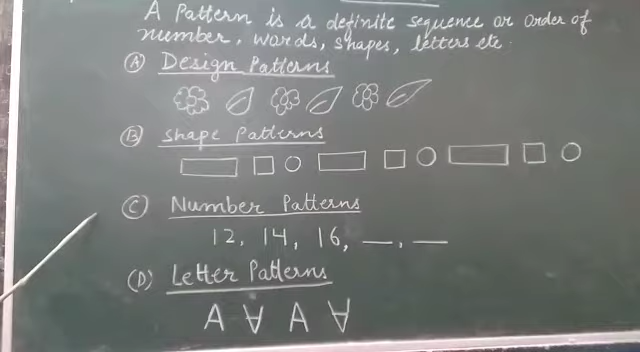 A Pattern is a definite sequence or order of
number, words, shapes, letters etc.
(A) Design Patterns
(B) Shape Patterns
(C) Number Patterns
12, 14, 16, __, __
(D) Letter Patterns
A ∀ A ∀